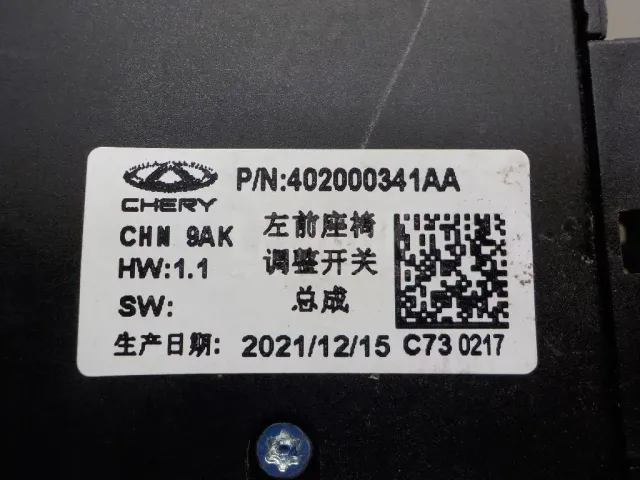 P/N:402000341AA
CHERY
CHN 9AK
左前座椅
HW:1.1
调整开关
SW:
总成
生产日期: 2021/12/15 C73 0217